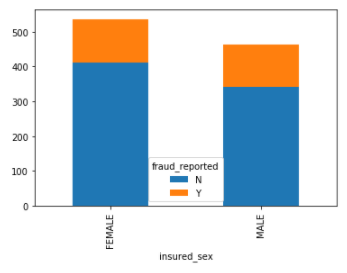 500
400
300
200
100
0
fraud_reported
N
Y
FEMALE
MALE
insured_sex